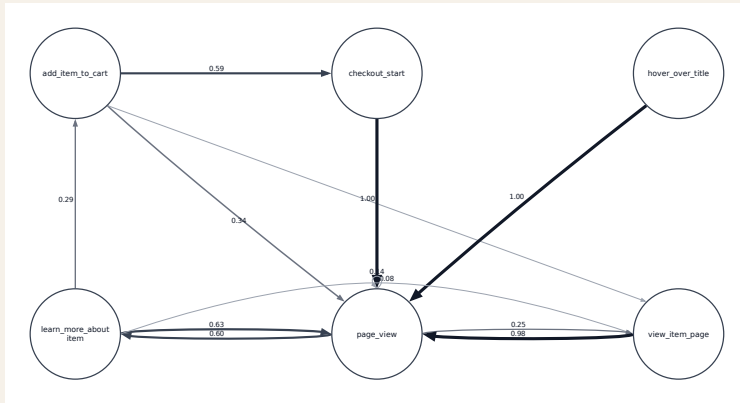 add_item_to_cart
0.59
checkout_start
hover_over_title
0.29
1.00
1.00
0.34
0.08
learn_more_about
item
0.63
0.60
page_view
0.25
0.98
view_item_page